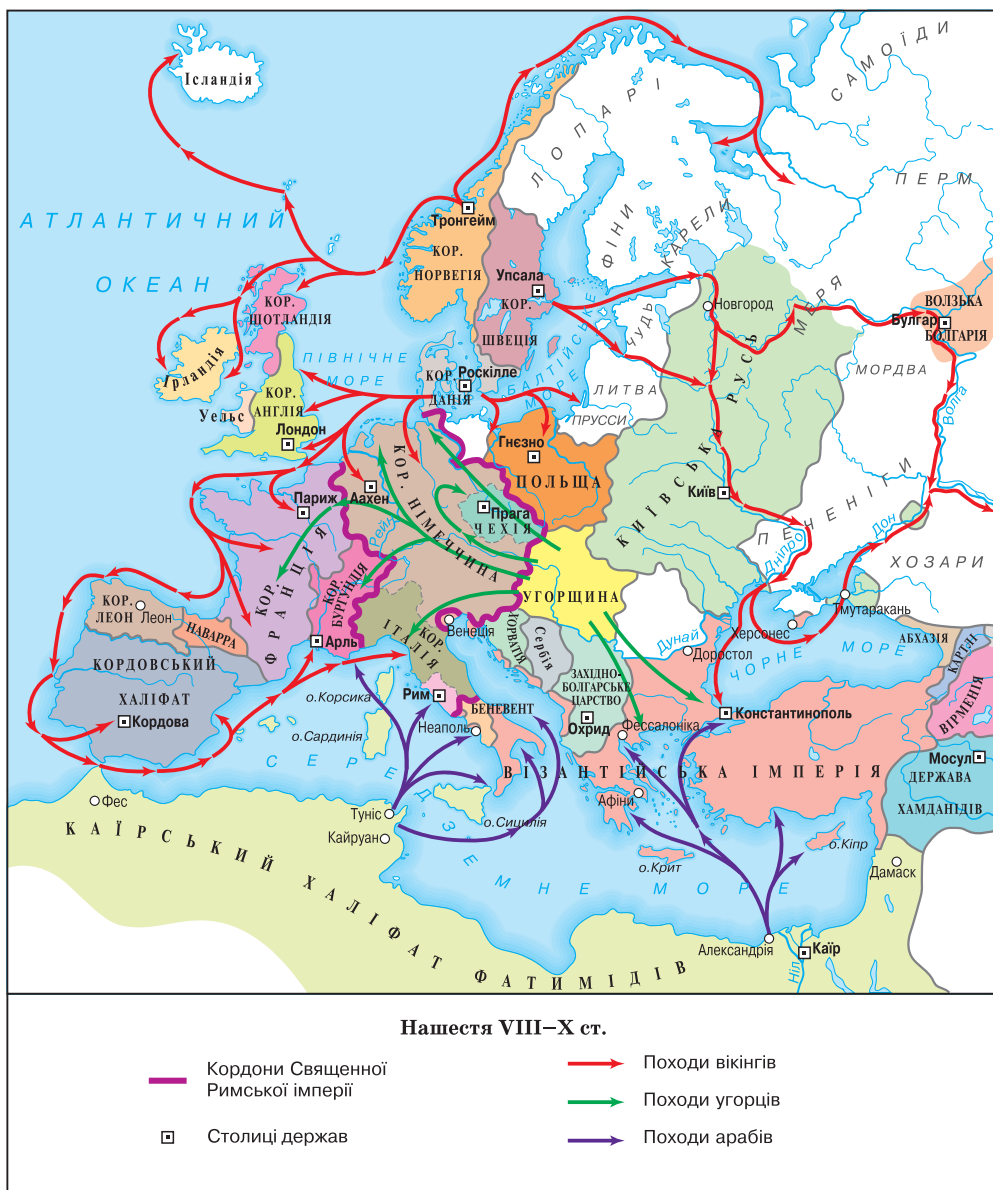 Ісландія
САМОЇДИ
ЛОПАРІ
ПЕРМ
АТЛАНТИЧНИЙ
ОКЕАН
Тронгейм
КОР.
НОРВЕГІЯ
ФІНИ
КАРЕЛИ
Упсала
КОР.
ШВЕЦІЯ
КОР.
ШОТЛАНДІЯ
Новгород
МЕРЯ
ВОЛЗЬКА
БОЛГАРІЯ
Булгар
ЧУДЬ
БАЛТІЙСЬКЕ
МОРЕ
ПІВНІЧНЕ
МОРЕ
Ірландія
Роскілле
КОР.
ДАНІЯ
ЛИТВА
МОРДВА
КОР.
АНГЛІЯ
Уельс
Лондон
ПРУССИ
Волга
Гнєзно
ПОЛЬЩА
КИЇВСЬКА РУСЬ
Київ
ПЕЧЕНІГИ
Дон
Париж
Аахен
КОР. НІМЕЧЧИНА
Прага
ЧЕХІЯ
Рейн
Дніпро
ХОЗАРИ
КОР. ФРАНЦІЯ
КОР.
БУРГУНДІЯ
УГОРЩИНА
Тмутаракань
КОР.
ЛЕОН
Леон
НАВАРРА
Арль
КОР.
ІТАЛІЯ
Венеція
ХОРВАТІЯ
Сербія
Дунай
Доростол
Херсонес
АБХАЗІЯ
КАРТЛІ
ЧОРНЕ МОРЕ
КОРДОВСЬКИЙ
ХАЛІФАТ
Кордова
о.Корсика
Рим
БЕНЕВЕНТ
Неаполь
ЗАХІДНО-
БОЛГАРСЬКЕ
ЦАРСТВО
Охрид
Фессалоніка
Константинополь
ВІРМЕНІЯ
о.Сардинія
Мосул
ДЕРЖАВА
ХАМДАНІДІВ
ВІЗАНТІЙСЬКА ІМПЕРІЯ
СЕРЕДЗЕМНЕ МОРЕ
Фес
Туніс
Кайруан
о.Сицилія
Афіни
о.Крит
о.Кіпр
Дамаск
КАЇРСЬКИЙ ХАЛІФАТ ФАТИМІДІВ
Александрія
Каїр
Ніл
Нашестя VIII–X ст.
Кордони Священної
Римської імперії
Столиці держав
Походи вікінгів
Походи угорців
Походи арабів